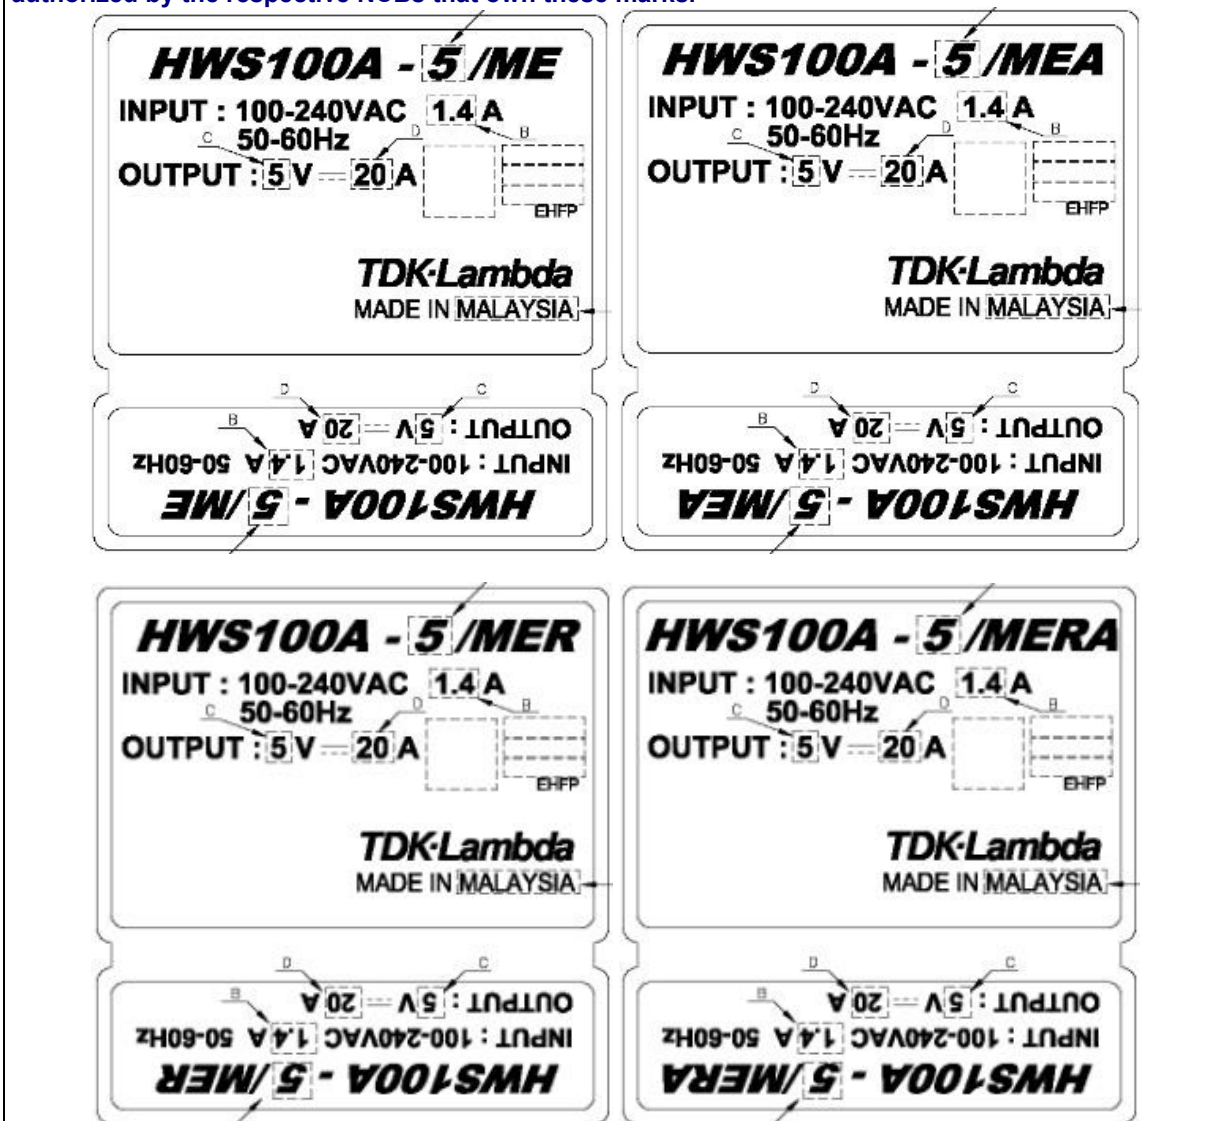 authorized by the respective NCBs that own these marks.
HWS100A - 5 /ME
INPUT : 100-240VAC 1.4 A
50-60Hz
C
D
B
OUTPUT : 5 V 20 A
EHFP
TDK-Lambda
MADE IN MALAYSIA
D
C
B
OUTPUT : 5 V 20 A
INPUT : 100-240VAC 1.4 A 50-60Hz
HWS100A - 5 /ME
HWS100A - 5 /MEA
INPUT : 100-240VAC 1.4 A
50-60Hz
C
D
B
OUTPUT : 5 V 20 A
EHFP
TDK-Lambda
MADE IN MALAYSIA
D
C
B
OUTPUT : 5 V 20 A
INPUT : 100-240VAC 1.4 A 50-60Hz
HWS100A - 5 /MEA
HWS100A - 5 /MER
INPUT : 100-240VAC 1.4 A
50-60Hz
C
D
B
OUTPUT : 5 V 20 A
EHFP
TDK-Lambda
MADE IN MALAYSIA
D
C
B
OUTPUT : 5 V 20 A
INPUT : 100-240VAC 1.4 A 50-60Hz
HWS100A - 5 /MER
HWS100A - 5 /MERA
INPUT : 100-240VAC 1.4 A
50-60Hz
C
D
B
OUTPUT : 5 V 20 A
EHFP
TDK-Lambda
MADE IN MALAYSIA
D
C
B
OUTPUT : 5 V 20 A
INPUT : 100-240VAC 1.4 A 50-60Hz
HWS100A - 5 /MERA